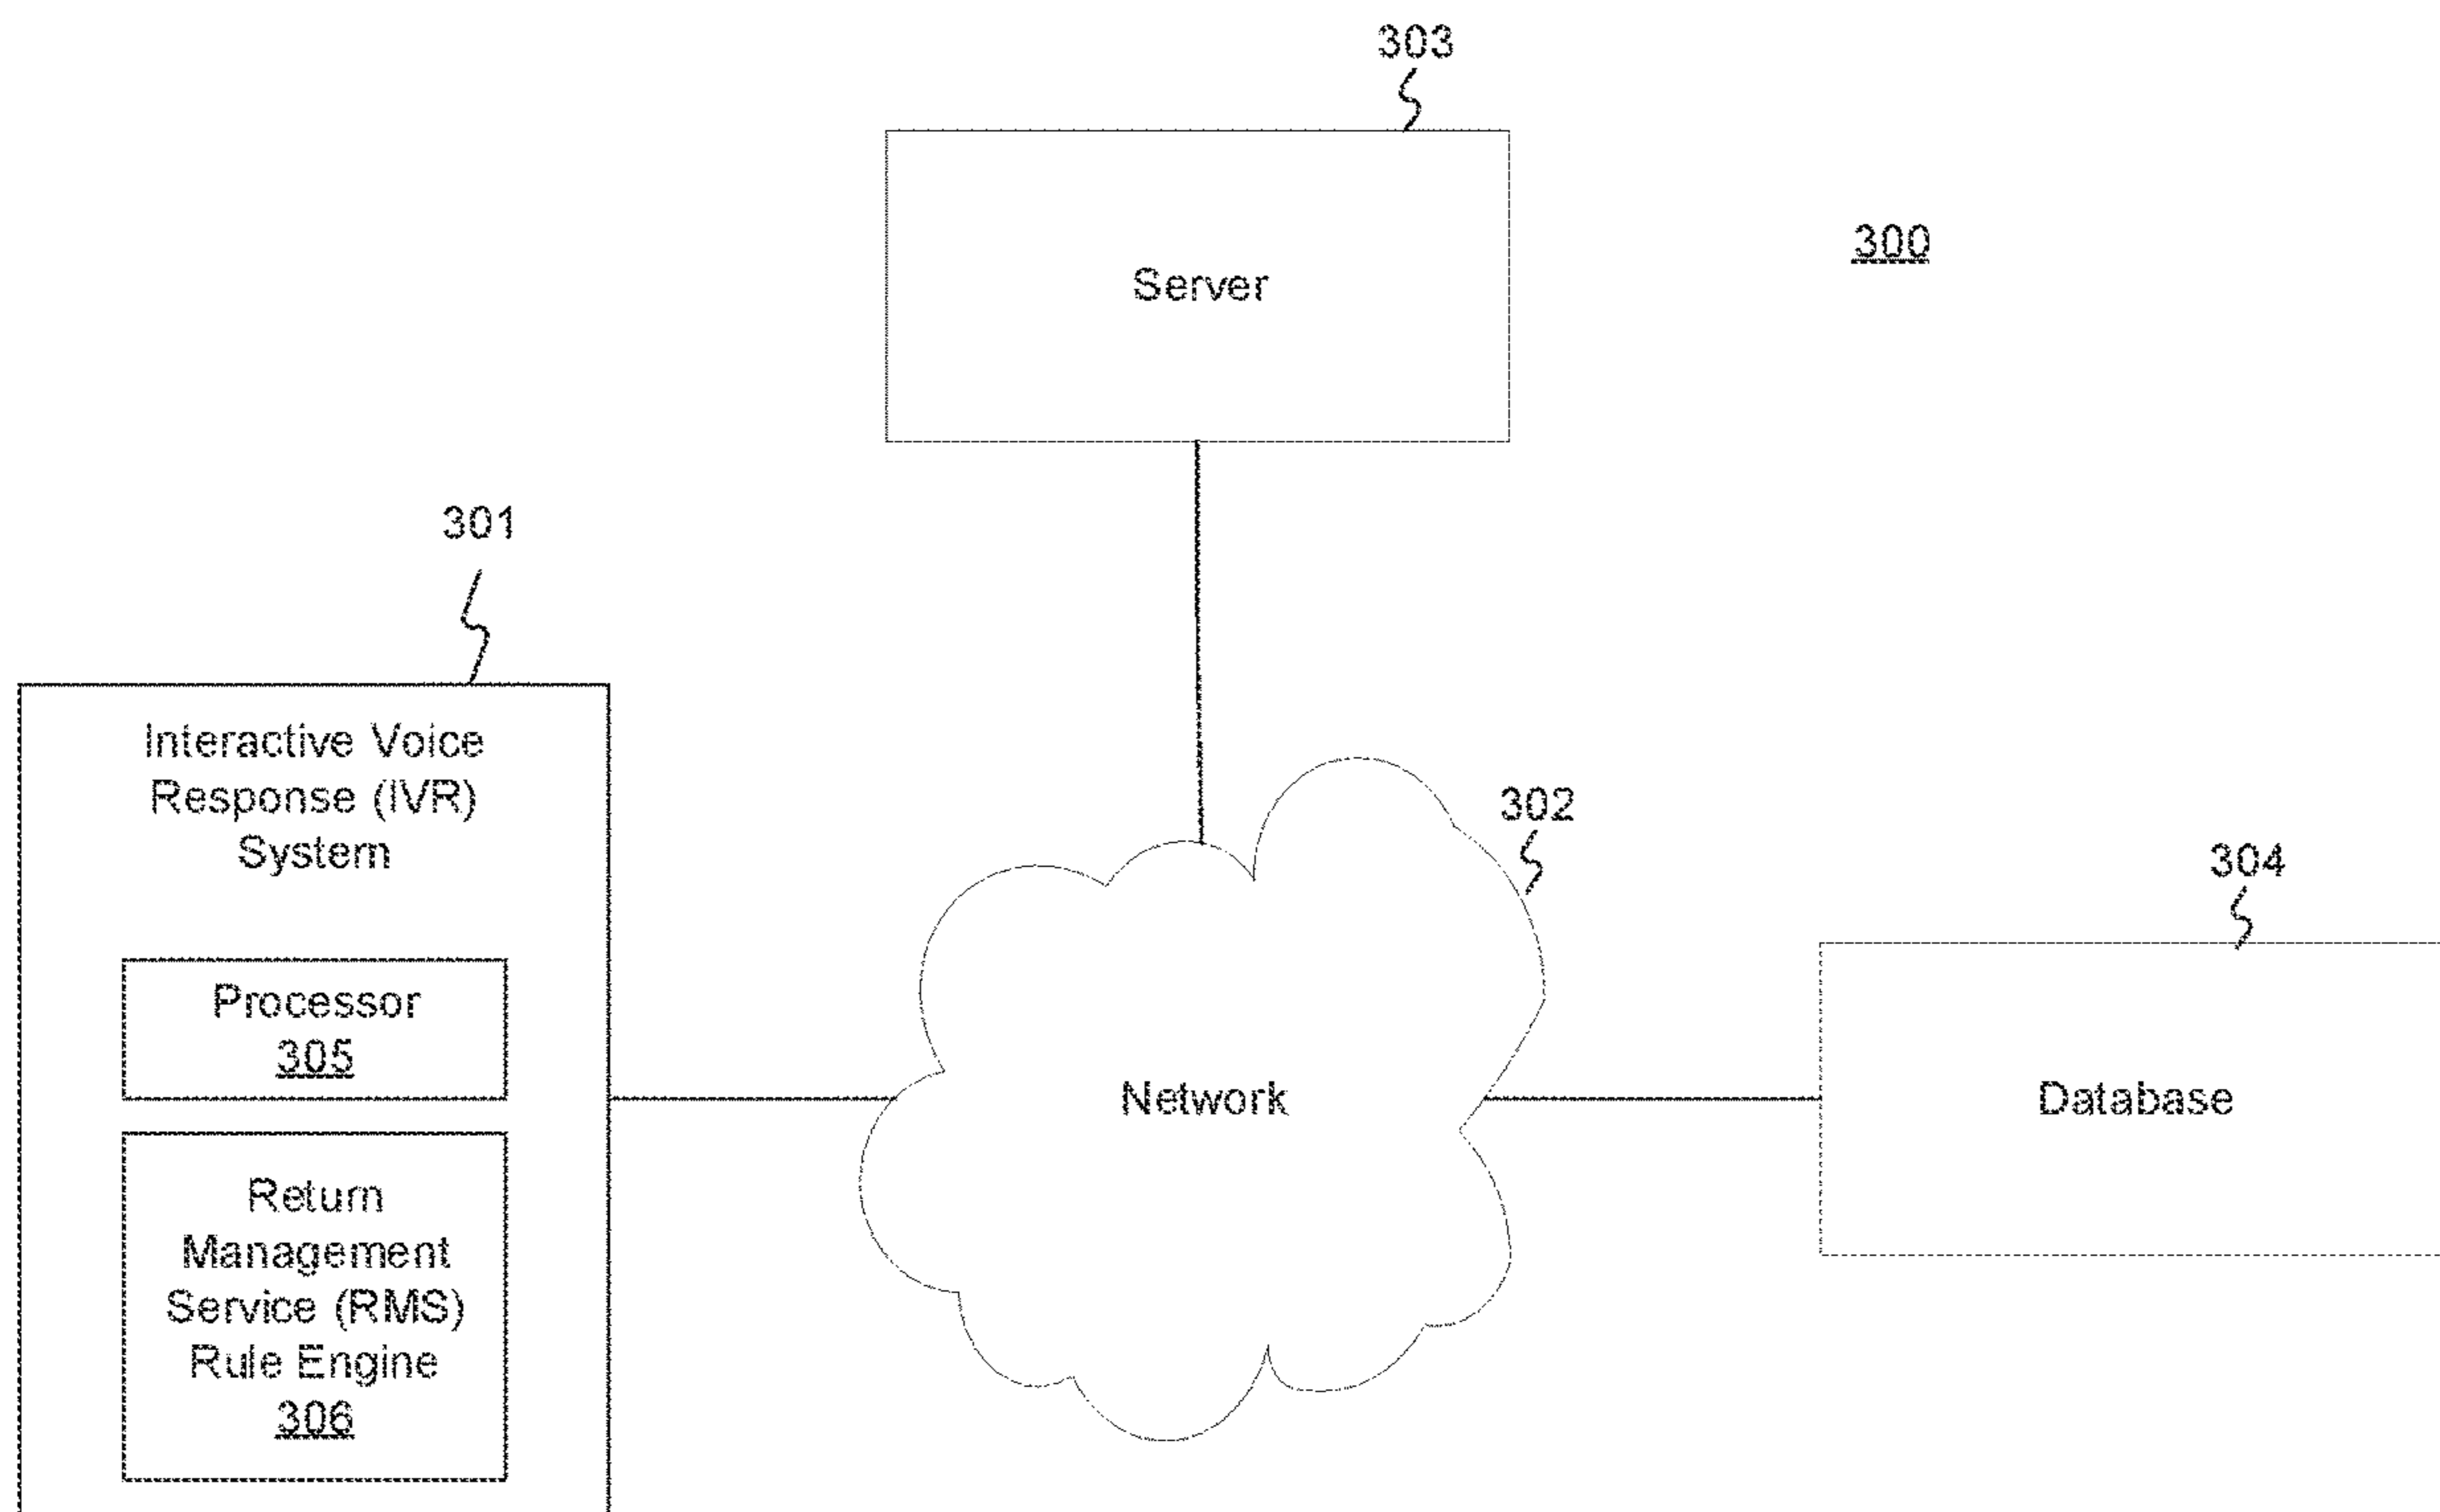 303
Server
300
301
Interactive Voice
Response (IVR)
System
302
304
Processor
305
Network
Database
Return
Management
Service (RMS)
Rule Engine
306